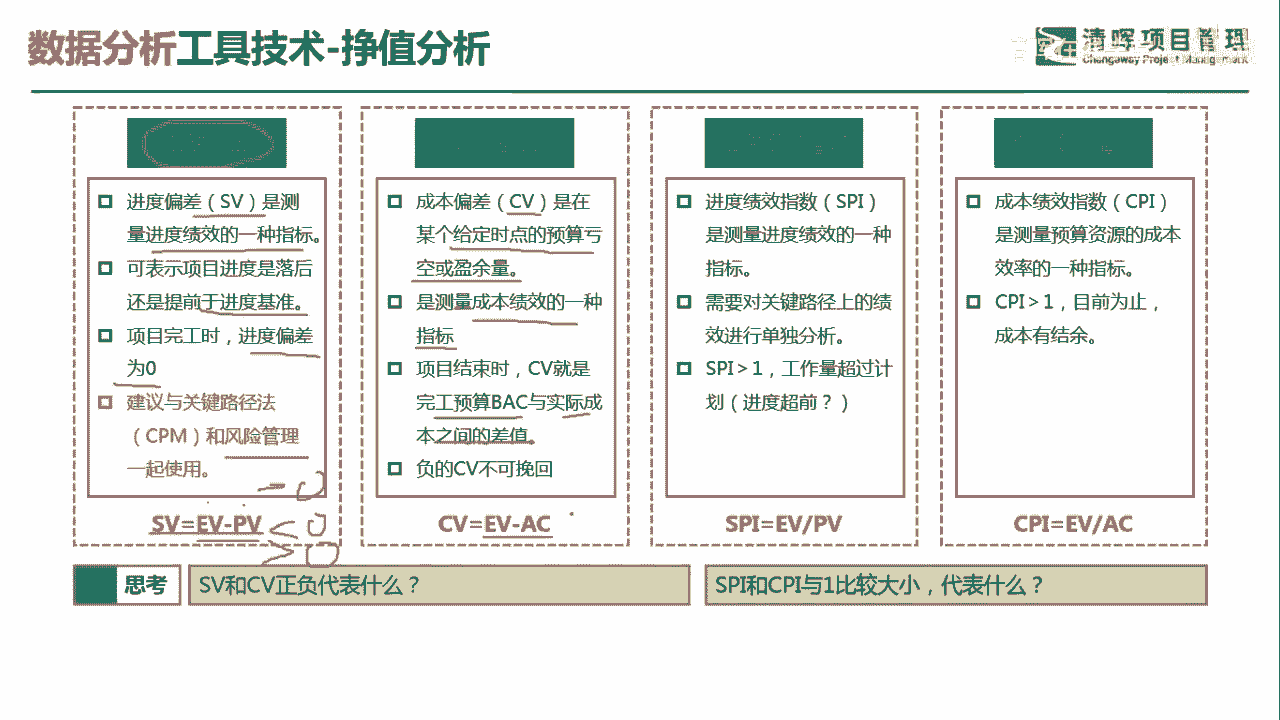 数据分析工具技术-挣值分析
清晖项目管理
Changeway Project Management
进度偏差（SV）是测
量进度绩效的一种指标。
可表示项目进度是落后
还是提前于进度基准。
项目完工时，进度偏差
为0
建议与关键路径法
（CPM）和风险管理
一起使用。
SV=EV-PV
=0
<0
>0
成本偏差（CV）是在
某个给定时点的预算亏
空或盈余量。
是测量成本绩效的一种
指标
项目结束时，CV就是
完工预算BAC与实际成
本之间的差值。
负的CV不可挽回
CV=EV-AC
进度绩效指数（SPI）
是测量进度绩效的一种
指标。
需要对关键路径上的绩
效进行单独分析。
SPI＞1，工作量超过计
划（进度超前？）
SPI=EV/PV
成本绩效指数（CPI）
是测量预算资源的成本
效率的一种指标。
CPI＞1，目前为止，
成本有结余。
CPI=EV/AC
思考
SV和CV正负代表什么？
SPI和CPI与1比较大小，代表什么？